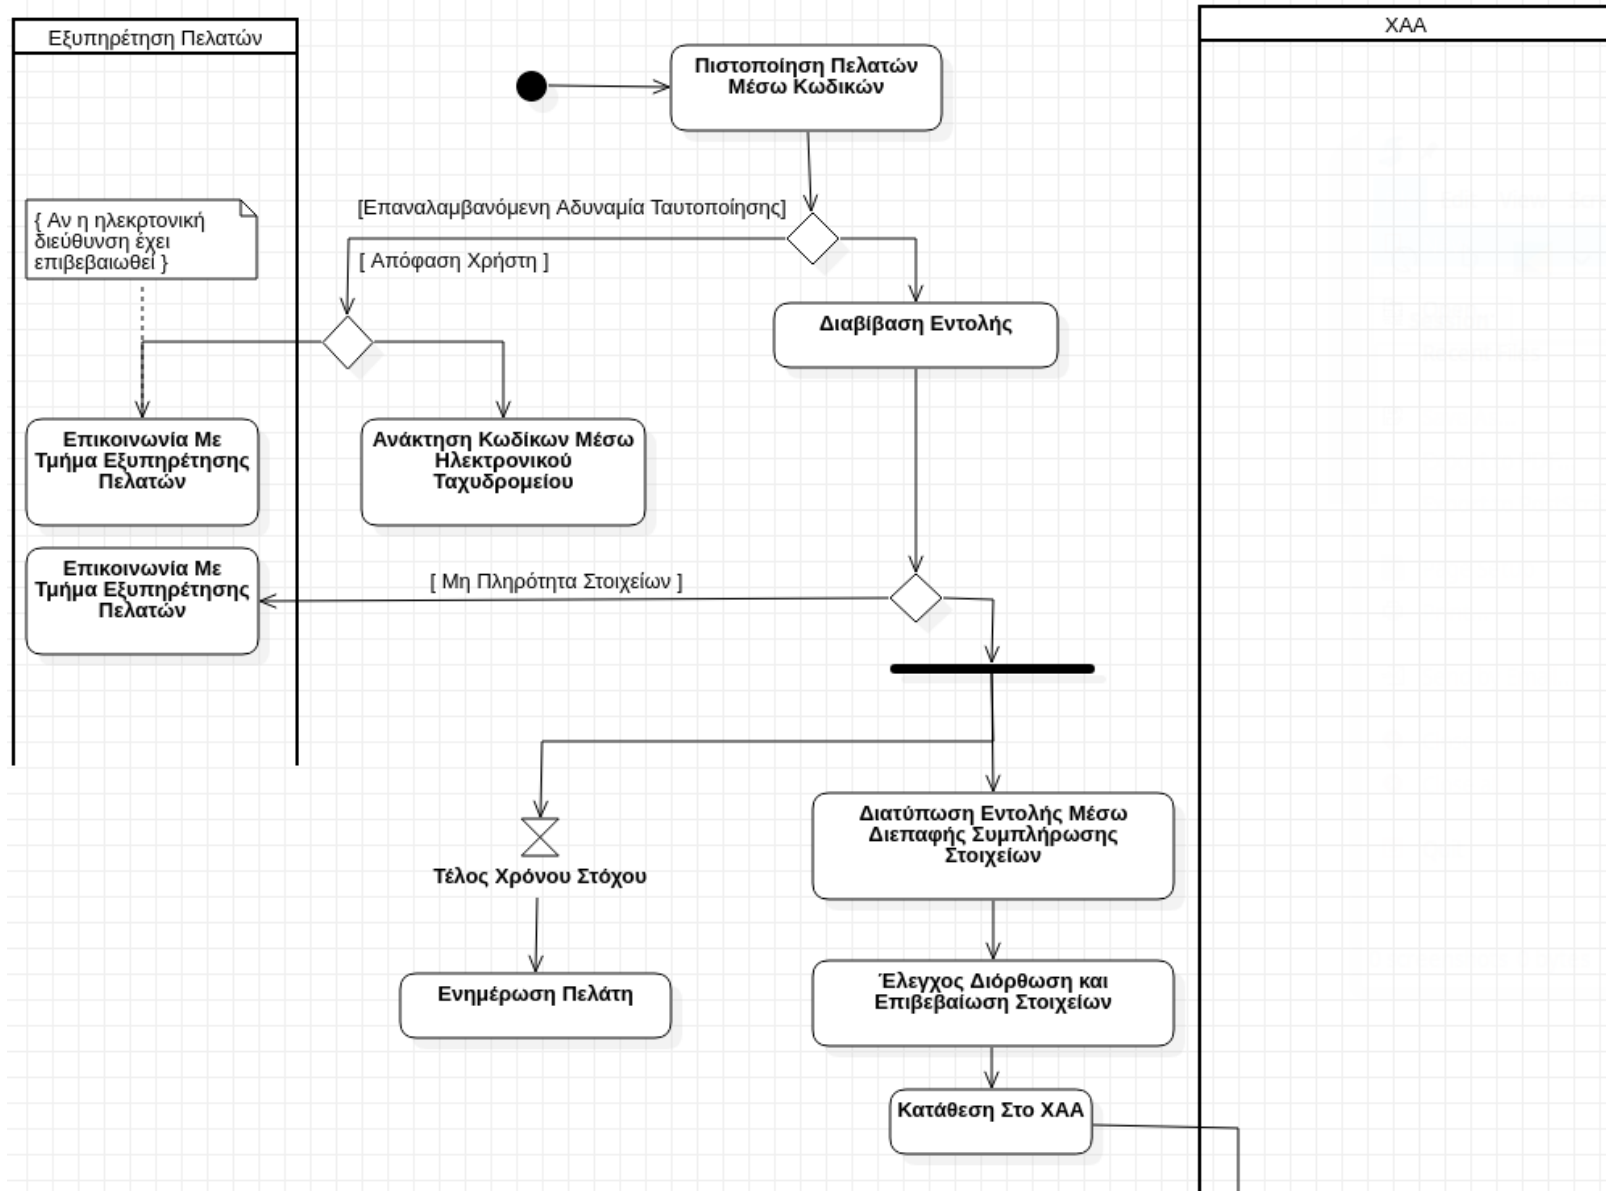 Εξυπηρέτηση Πελατών
ΧΑΑ
Πιστοποίηση Πελατών
Μέσω Κωδικών
[Επαναλαμβανόμενη Αδυναμία Ταυτοποίησης]
{ Αν η ηλεκρτονική
διεύθυνση έχει
επιβεβαιωθεί }
[ Απόφαση Χρήστη ]
Διαβίβαση Εντολής
Επικοινωνία Με
Τμήμα Εξυπηρέτησης
Πελατών
Ανάκτηση Κωδίκων Μέσω
Ηλεκτρονικού
Ταχυδρομείου
Επικοινωνία Με
Τμήμα Εξυπηρέτησης
Πελατών
[ Μη Πληρότητα Στοιχείων ]
Διατύπωση Εντολής Μέσω
Διεπαφής Συμπλήρωσης
Στοιχείων
Τέλος Χρόνου Στόχου
Ενημέρωση Πελάτη
Έλεγχος Διόρθωση και
Επιβεβαίωση Στοιχείων
Κατάθεση Στο ΧΑΑ